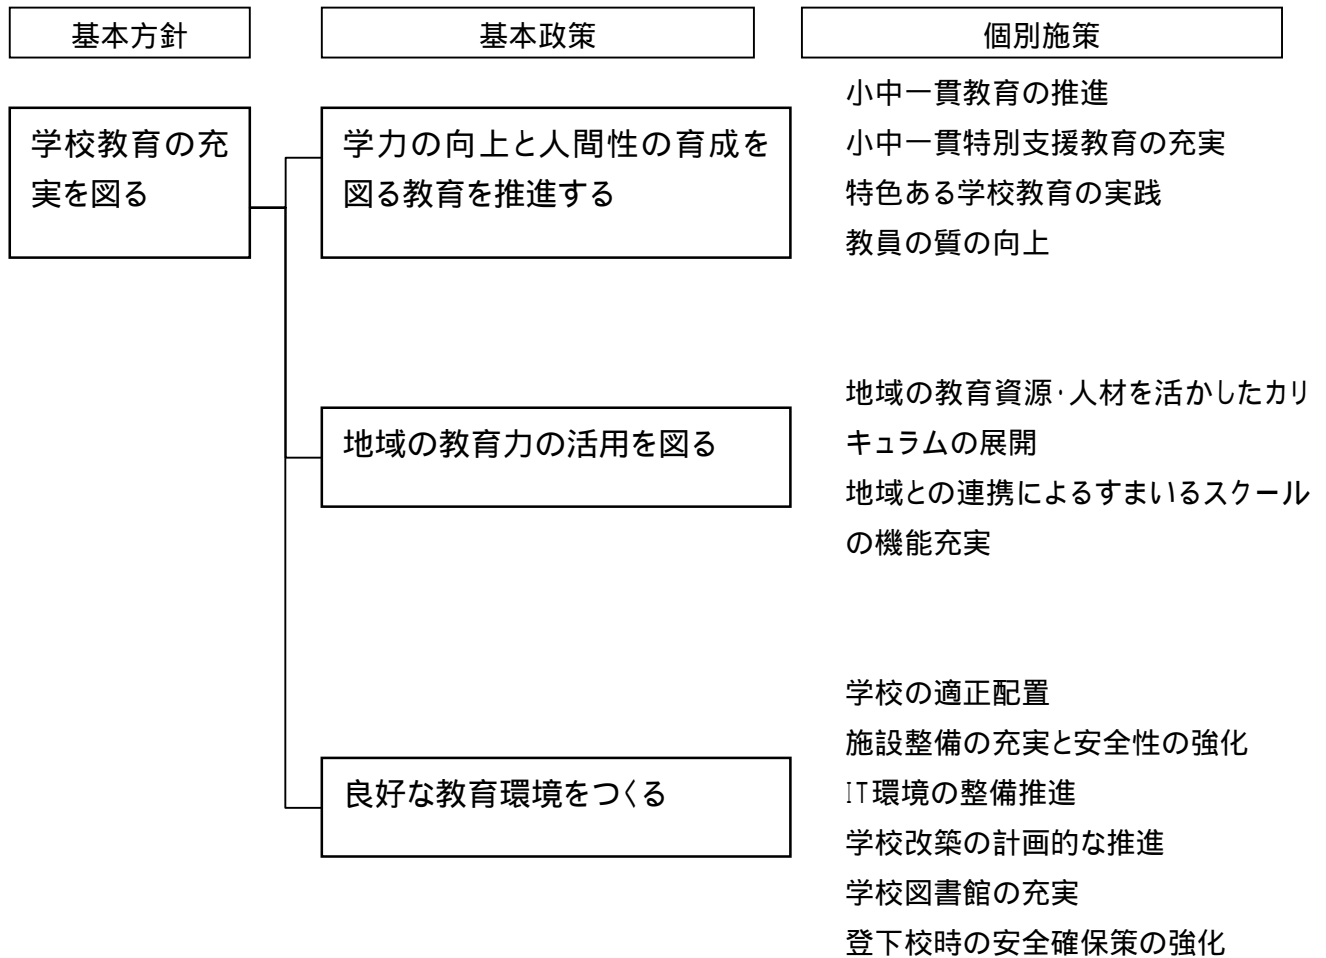 基本方針
基本政策
個別施策
学校教育の充
実を図る
学力の向上と人間性の育成を
図る教育を推進する
小中一貫教育の推進
小中一貫特別支援教育の充実
特色ある学校教育の実践
教員の質の向上
地域の教育力の活用を図る
地域の教育資源・人材を活かしたカリ
キュラムの展開
地域との連携によるすまいるスクール
の機能充実
良好な教育環境をつくる
学校の適正配置
施設整備の充実と安全性の強化
IT環境の整備推進
学校改築の計画的な推進
学校図書館の充実
登下校時の安全確保策の強化